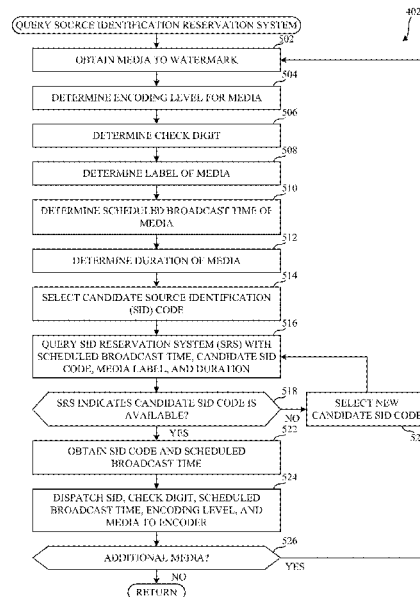 QUERY SOURCE IDENTIFICATION RESERVATION SYSTEM
402
502
OBTAIN MEDIA TO WATERMARK
504
DETERMINE ENCODING LEVEL FOR MEDIA
506
DETERMINE CHECK DIGIT
508
DETERMINE LABEL OF MEDIA
510
DETERMINE SCHEDULED BROADCAST TIME OF
MEDIA
512
DETERMINE DURATION OF MEDIA
514
SELECT CANDIDATE SOURCE IDENTIFICATION
(SID) CODE
516
QUERY SID RESERVATION SYSTEM (SRS) WITH
SCHEDULED BROADCAST TIME, CANDIDATE SID
CODE, MEDIA LABEL, AND DURATION
518
SRS INDICATES CANDIDATE SID CODE IS
AVAILABLE?
NO
SELECT NEW
CANDIDATE SID CODE
YES
522
OBTAIN SID CODE AND SCHEDULED
BROADCAST TIME
524
DISPATCH SID, CHECK DIGIT, SCHEDULED
BROADCAST TIME, ENCODING LEVEL, AND
MEDIA TO ENCODER
526
ADDITIONAL MEDIA?
YES
NO
RETURN